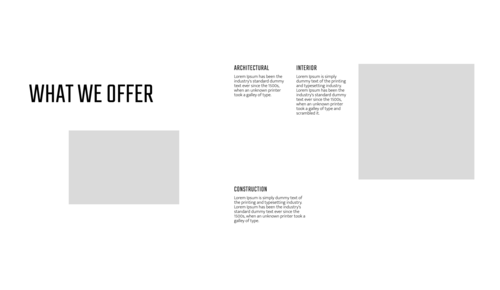 WHAT WE OFFER
ARCHITECTURAL
Lorem Ipsum has been the
industry's standard dummy
text ever since the 1500s,
when an unknown printer
took a galley of type.
INTERIOR
Lorem Ipsum is simply
dummy text of the printing
and typesetting industry.
Lorem Ipsum has been the
industry's standard dummy
text ever since the 1500s,
when an unknown printer
took a galley of type and
scrambled it.
CONSTRUCTION
Lorem Ipsum is simply dummy text of
the printing and typesetting industry.
Lorem Ipsum has been the industry's
standard dummy text ever since the
1500s, when an unknown printer took a
galley of type.